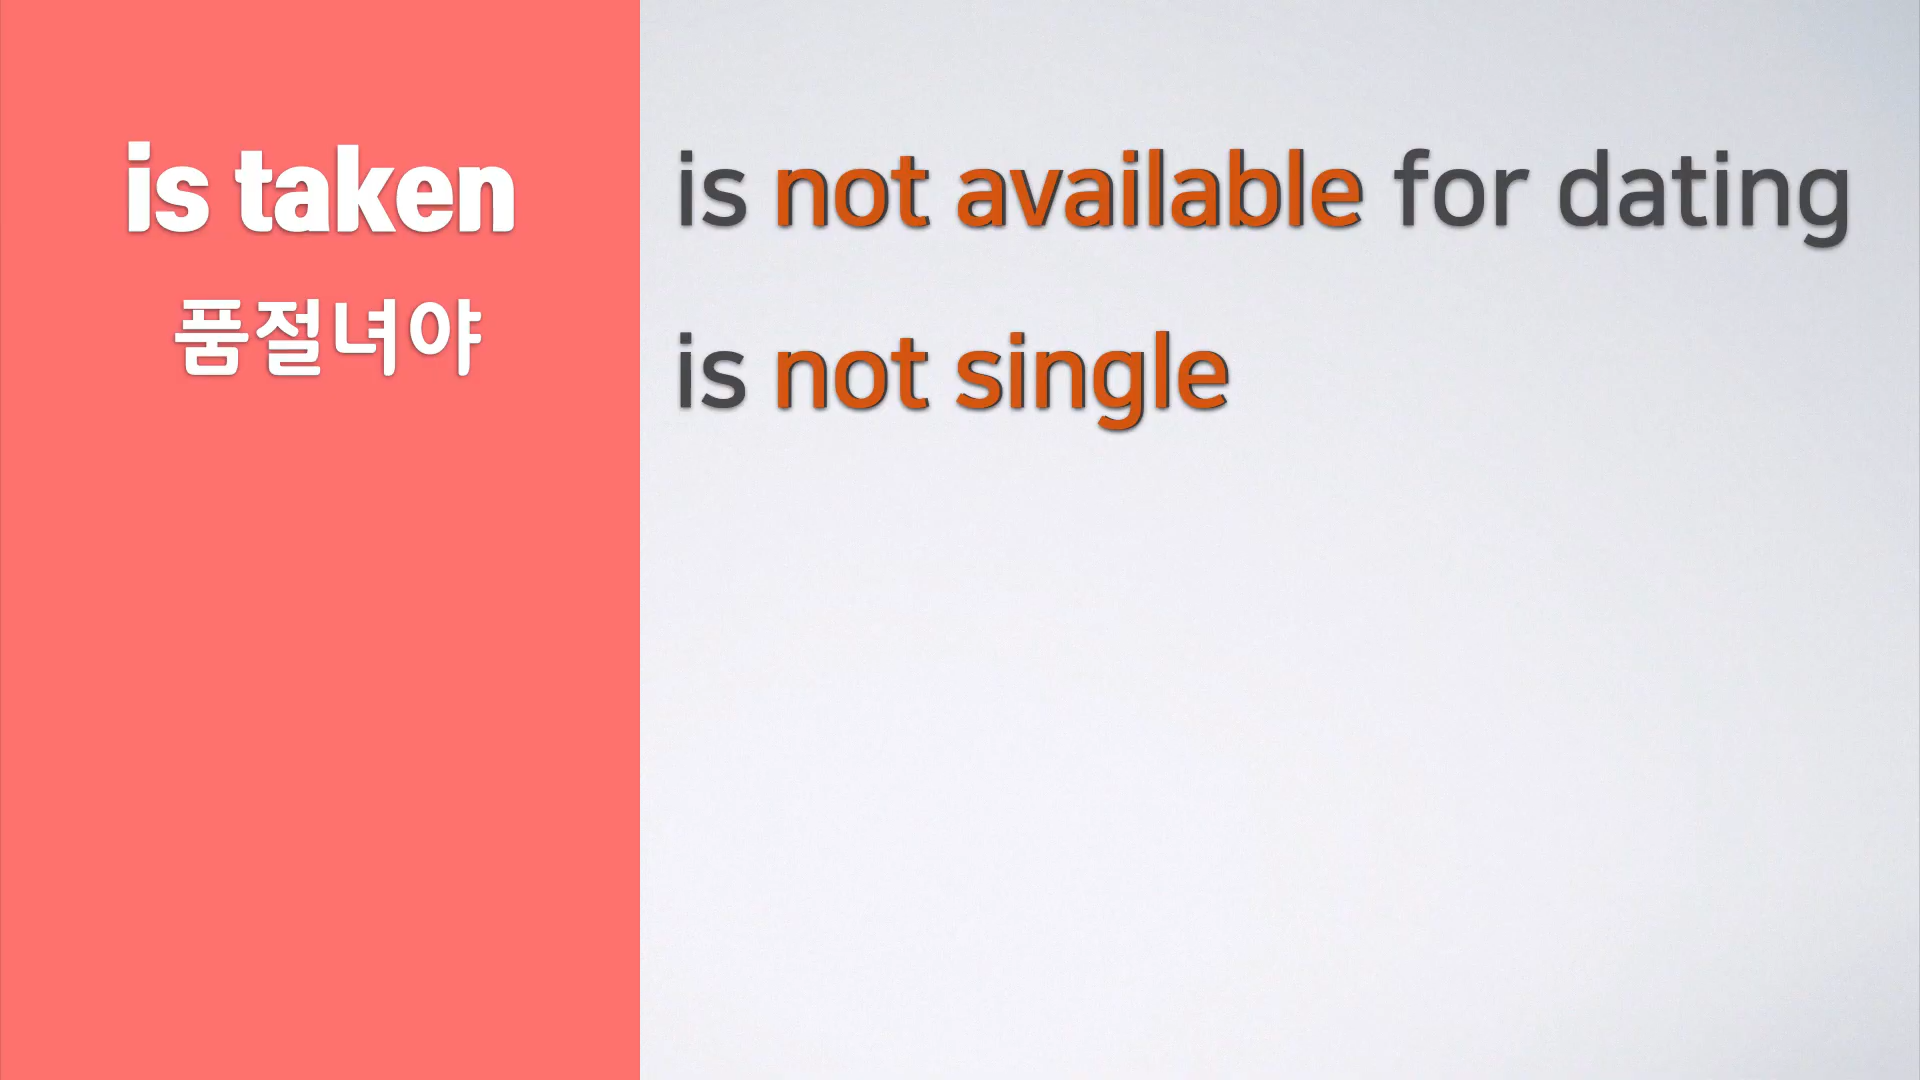 is taken
품절녀야
is not available for dating
is not single